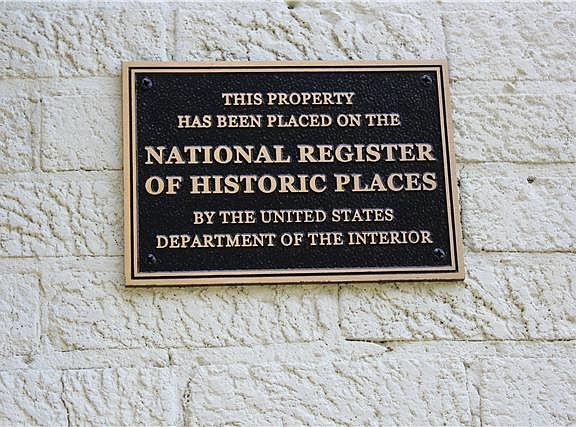 THIS PROPERTY
HAS BEEN PLACED ON THE
NATIONAL REGISTER
OF HISTORIC PLACES
BY THE UNITED STATES
DEPARTMENT OF THE INTERIOR